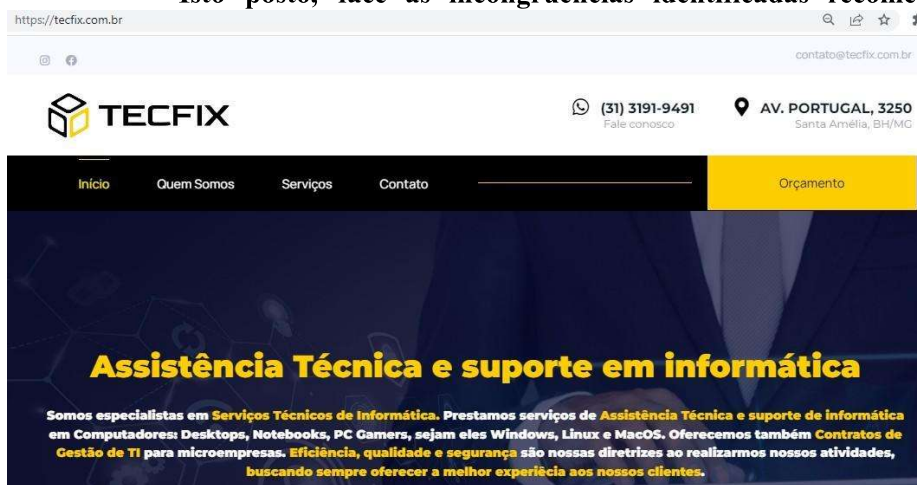 Isto posto, face as incongruências identificadas
https://tecfix.com.br
contato@tecfix.com.br
TECFIX
(31) 3191-9491
Fale conosco
AV. PORTUGAL, 3250
Santa Amélia, BH/MG
Início Quem Somos Serviços Contato Orçamento
Assistência Técnica e suporte em informática
Somos especialistas em Serviços Técnicos de Informática. Prestamos serviços de Assistência Técnica e suporte de informática
em Computadores: Desktops, Notebooks, PC Gamers, sejam eles Windows, Linux e MacOS. Oferecemos também Contratos de
Gestão de TI para microempresas. Eficiência, qualidade e segurança são nossas diretrizes ao realizarmos nossos atividades,
buscando sempre oferecer a melhor experiêcia aos nossos clientes.